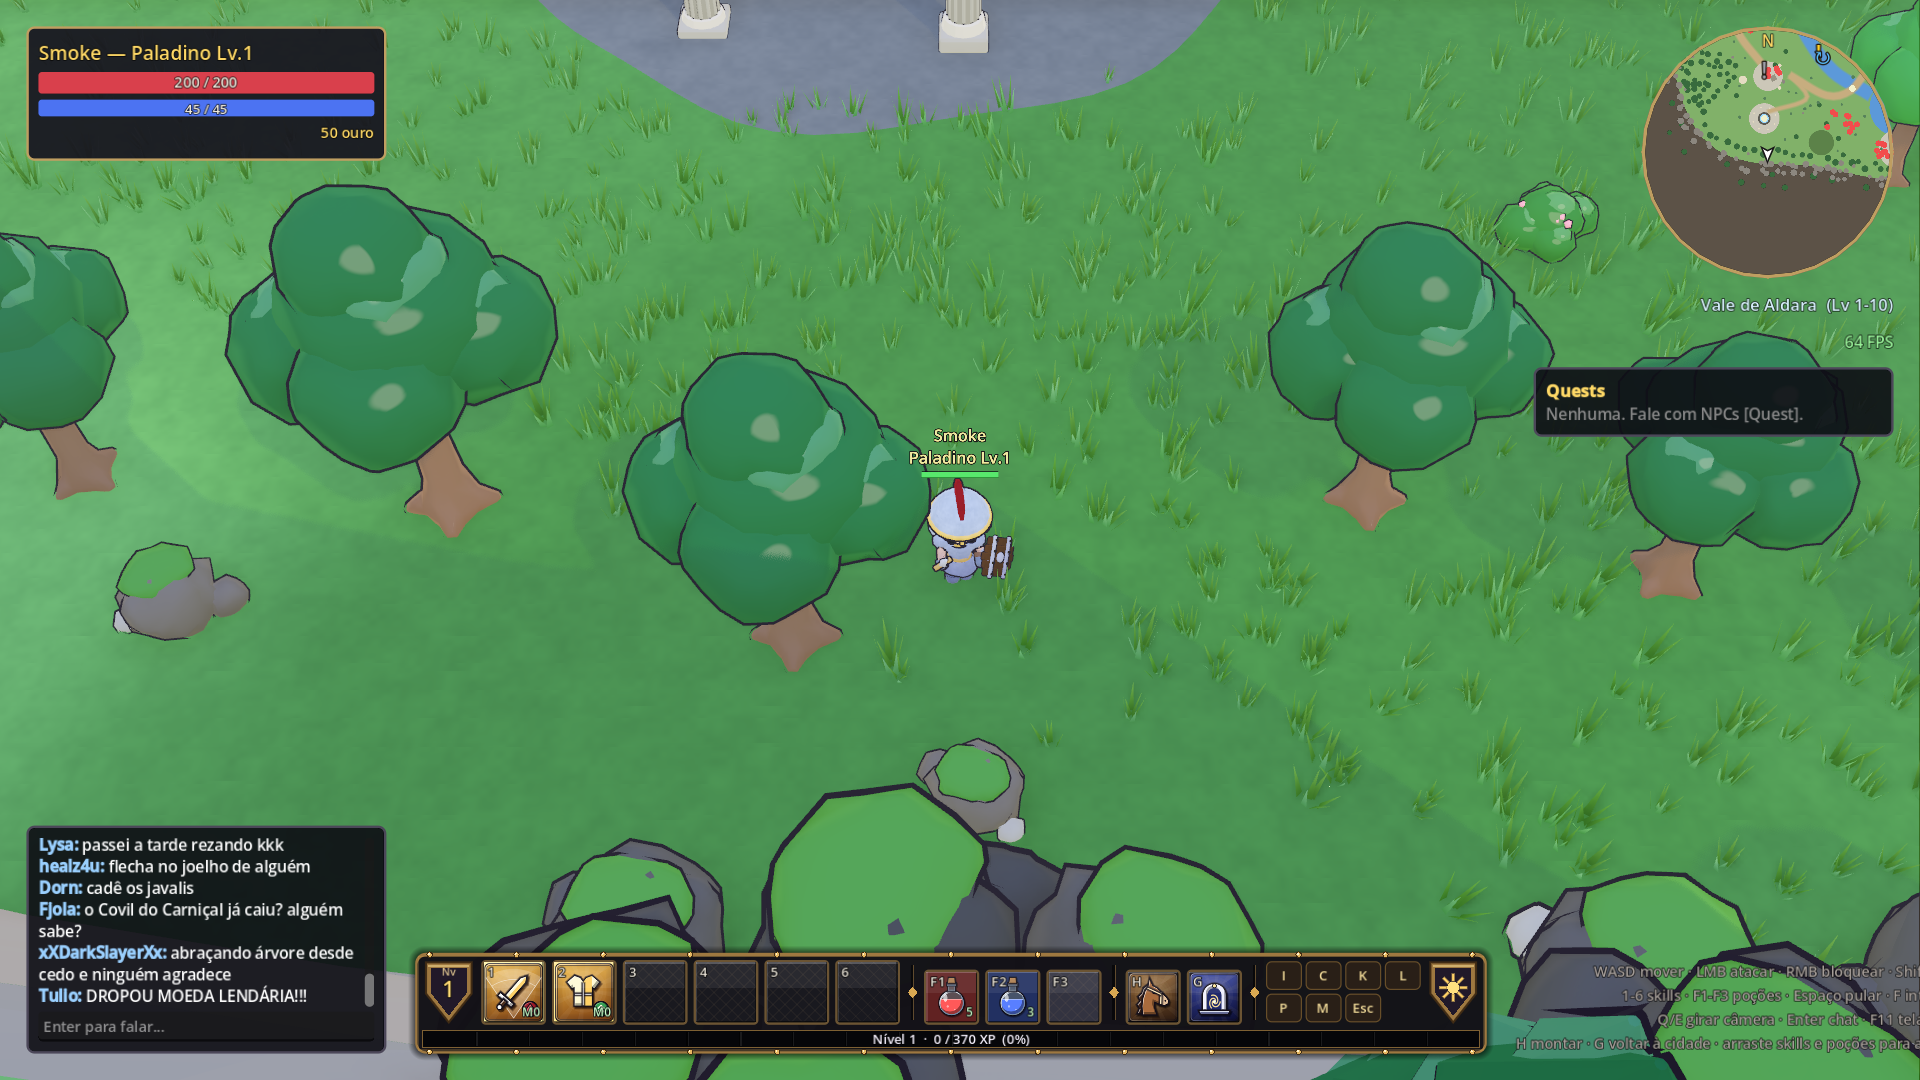 Smoke — Paladino Lv.1
200 / 200
45 / 45
50 ouro
N
Vale de Aldara (Lv 1-10)
64 FPS
Quests
Nenhuma. Fale com NPCs [Quest].
Smoke
Paladino Lv.1
Lysa: passei a tarde rezando kkk
healz4u: flecha no joelho de alguém
Dorn: cadê os javalis
Fjola: o Covil do Carniçal já caiu? alguém
sabe?
xXDarkSlayerXx: abraçando árvore desde
cedo e ninguém agradece
Tullo: DROPOU MOEDA LENDÁRIA!!!
Enter para falar...
Nv
1
1 M0
2 M0
3
4
5
6
F1 5
F2 3
F3
H
G
I C K L
P M Esc
Nível 1 · 0 / 370 XP (0%)
WASD mover · LMB atacar · RMB bloquear · Shi
1-6 skills · F1-F3 poções · Espaço pular · F in
Q/E girar câmera · Enter chat · F11 tela
H montar · G voltar à cidade · arraste skills e poções para a